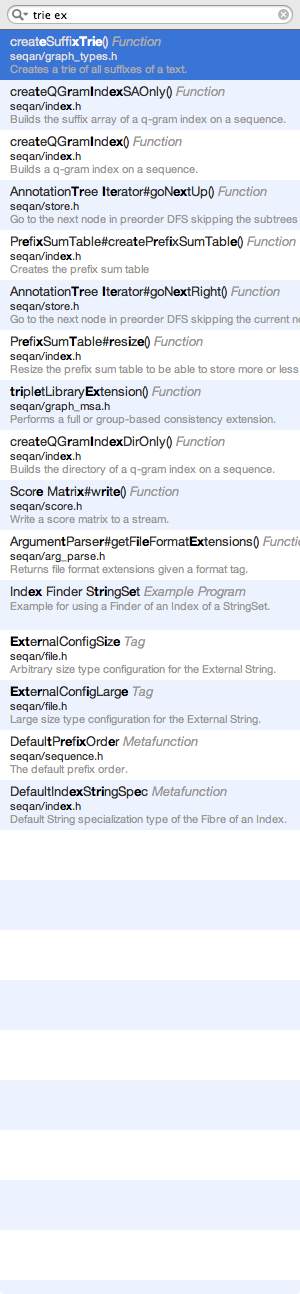 trie ex
createSuffixTrie() Function
seqan/graph_types.h
Creates a trie of all suffixes of a text.
createQGramIndexSAOnly() Function
seqan/index.h
Builds the suffix array of a q-gram index on a sequence.
createQGramIndex() Function
seqan/index.h
Builds a q-gram index on a sequence.
AnnotationTree Iterator#goNextUp() Function
seqan/store.h
Go to the next node in preorder DFS skipping the subtrees
PrefixSumTable#createPrefixSumTable() Function
seqan/index.h
Creates the prefix sum table
AnnotationTree Iterator#goNextRight() Function
seqan/store.h
Go to the next node in preorder DFS skipping the current n
PrefixSumTable#resize() Function
seqan/index.h
Resize the prefix sum table to be able to store more or less
tripletLibraryExtension() Function
seqan/graph_msa.h
Performs a full or group-based consistency extension.
createQGramIndexDirOnly() Function
seqan/index.h
Builds the directory of a q-gram index on a sequence.
Score Matrix#write() Function
seqan/score.h
Write a score matrix to a stream.
ArgumentParser#getFileFormatExtensions() Functi
seqan/arg_parse.h
Returns file format extensions given a format tag.
Index Finder StringSet Example Program
Example for using a Finder of an Index of a StringSet.
ExternalConfigSize Tag
seqan/file.h
Arbitrary size type configuration for the External String.
ExternalConfigLarge Tag
seqan/file.h
Large size type configuration for the External String.
DefaultPrefixOrder Metafunction
seqan/sequence.h
The default prefix order.
DefaultIndexStringSpec Metafunction
seqan/index.h
Default String specialization type of the Fibre of an Index.